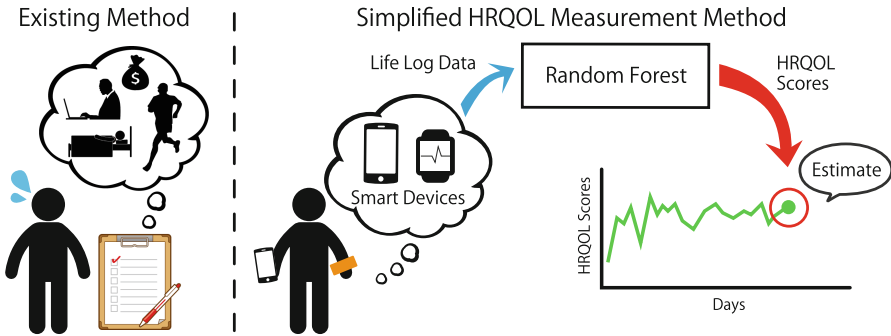 Existing Method
$
Simplified HRQOL Measurement Method
Life Log Data
Random Forest
HRQOL
Scores
Smart Devices
Estimate
HRQOL Scores
Days